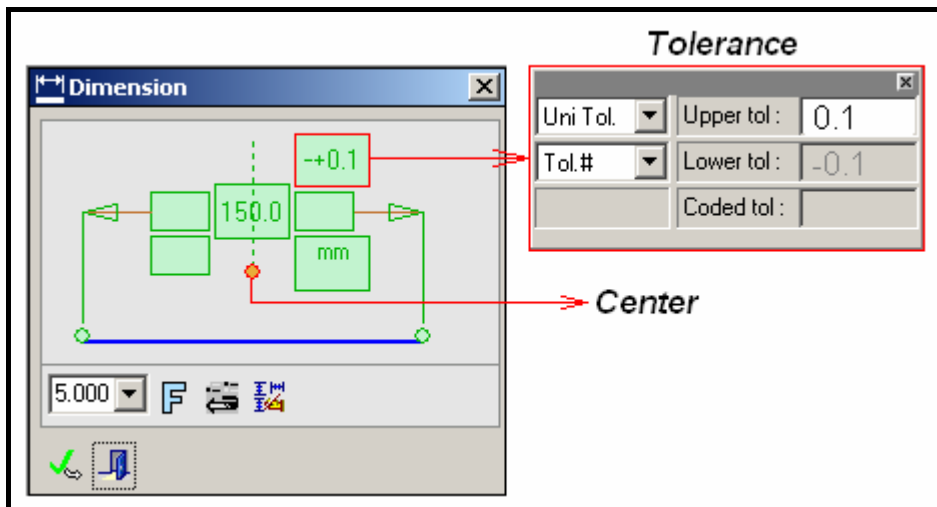 Tolerance
Dimension
Uni Tol. Upper tol : 0.1
Tol.# Lower tol : -0.1
Coded tol :
-+0.1
150.0
mm
Center
5.000
F